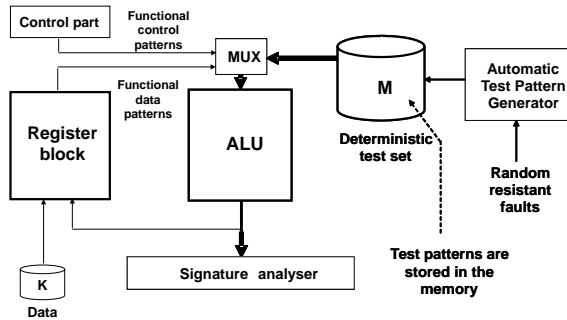 Control part
Functional
control
patterns
MUX
M
Automatic
Test Pattern
Generator
Functional
data
patterns
Register
block
ALU
Deterministic
test set
Random
resistant
faults
K
Data
Signature analyser
Test patterns are
stored in the
memory